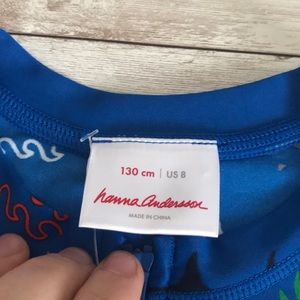 130 cm | US 8
hanna andersson
MADE IN CHINA